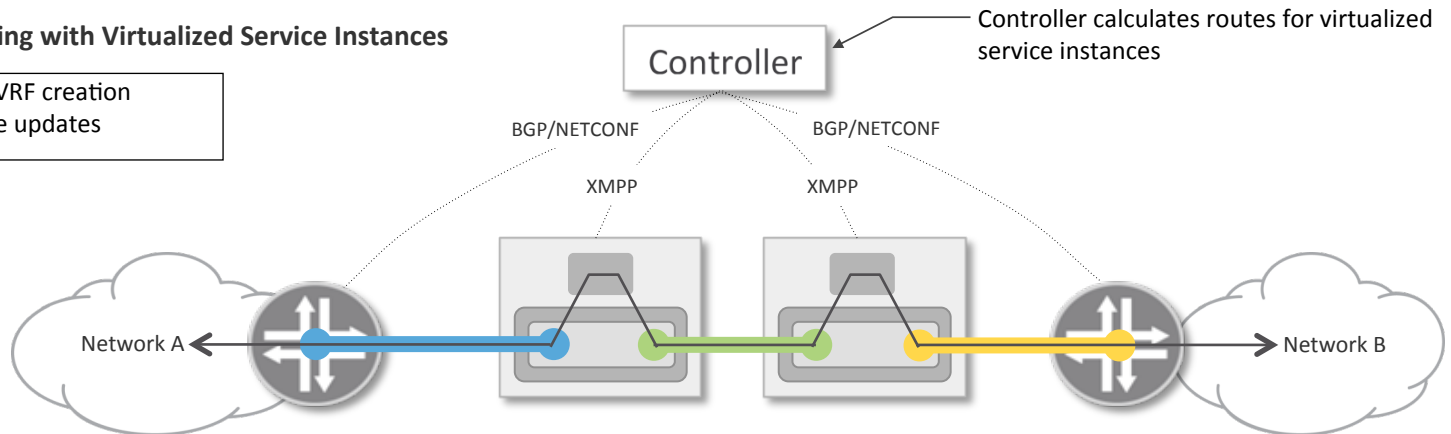 ing with Virtualized Service Instances
VRF creation
e updates
Controller
Controller calculates routes for virtualized
service instances
BGP/NETCONF
BGP/NETCONF
XMPP
XMPP
Network A
Network B